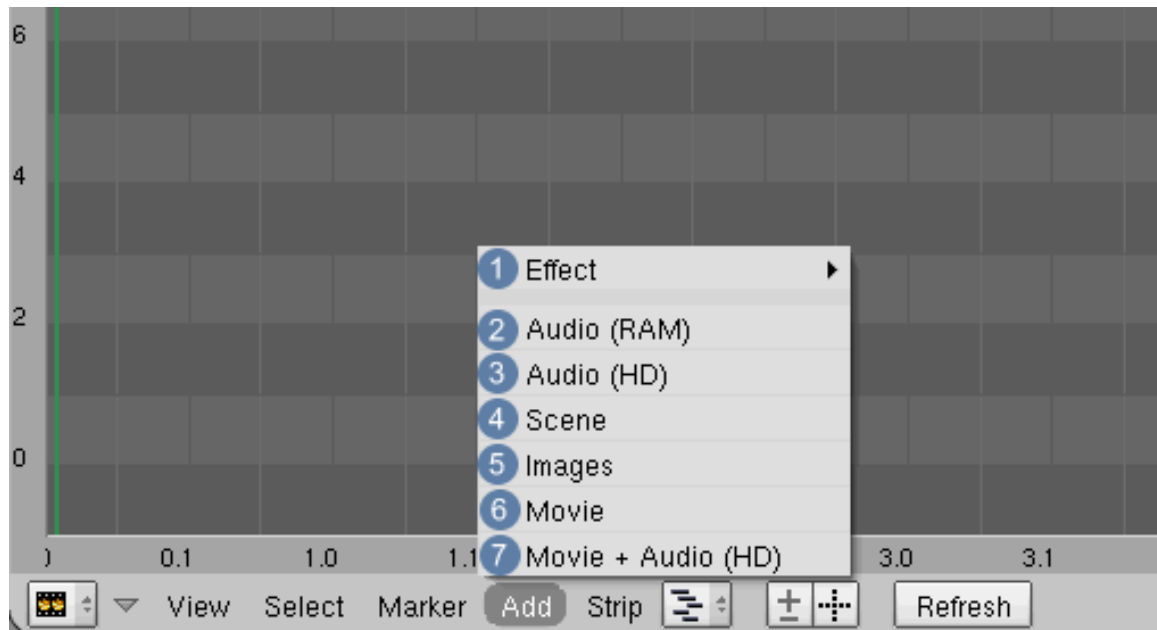 6
4
2
0
1 Effect
2 Audio (RAM)
3 Audio (HD)
4 Scene
5 Images
6 Movie
7 Movie + Audio (HD)
0.1 1.0 1.1 3.0 3.1
View Select Marker Add Strip Refresh